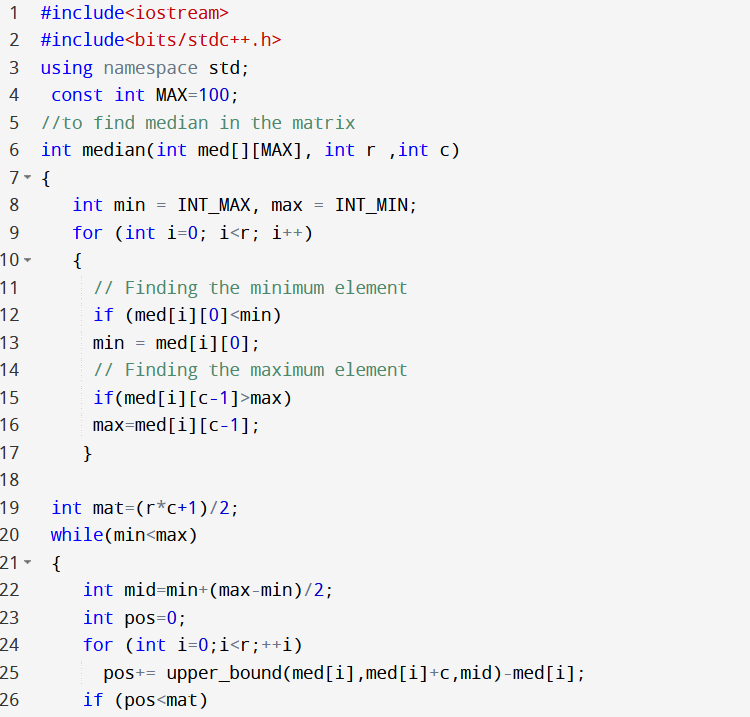 1 #include<iostream>
2 #include<bits/stdc++.h>
3 using namespace std;
4 const int MAX=100;
5 //to find median in the matrix
6 int median(int med[][MAX], int r ,int c)
7 {
8 int min = INT_MAX, max = INT_MIN;
9 for (int i=0; i<r; i++)
10 {
11 // Finding the minimum element
12 if (med[i][0]<min)
13 min = med[i][0];
14 // Finding the maximum element
15 if(med[i][c-1]>max)
16 max=med[i][c-1];
17 }
18
19 int mat=(r*c+1)/2;
20 while(min<max)
21 {
22 int mid=min+(max-min)/2;
23 int pos=0;
24 for (int i=0;i<r;++i)
25 pos+= upper_bound(med[i],med[i]+c,mid)-med[i];
26 if (pos<mat)